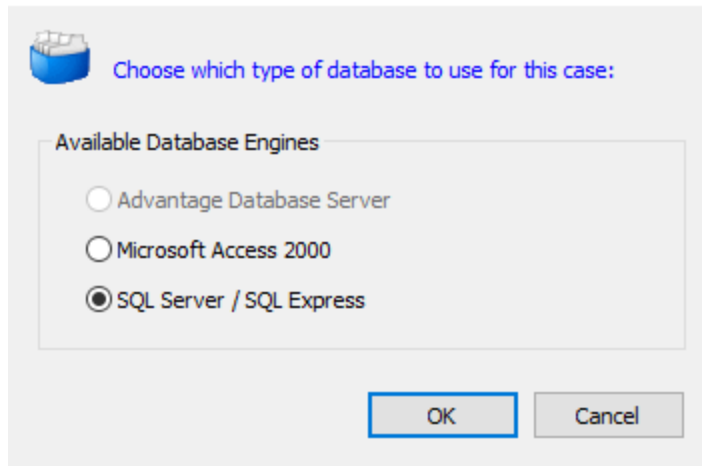 Choose which type of database to use for this case:
Available Database Engines
Advantage Database Server
Microsoft Access 2000
SQL Server / SQL Express
OK
Cancel